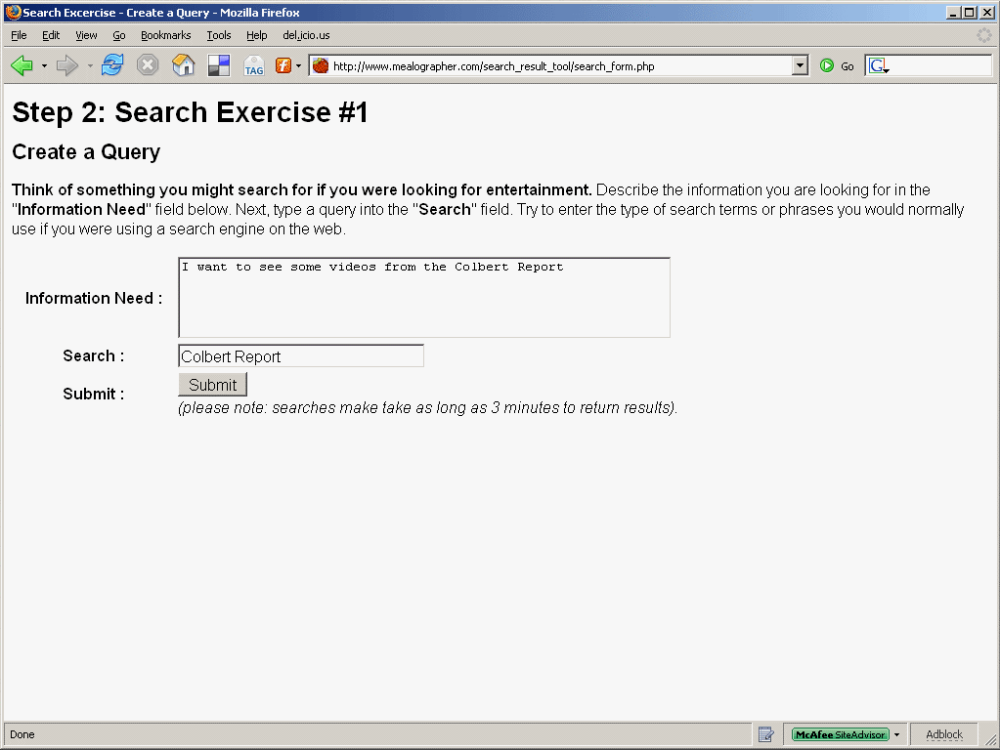 Search Excercise - Create a Query - Mozilla Firefox
File Edit View Go Bookmarks Tools Help del.icio.us
TAG http://www.mealographer.com/search_result_tool/search_form.php Go G
Step 2: Search Exercise #1
Create a Query
Think of something you might search for if you were looking for entertainment. Describe the information you are looking for in the
"Information Need" field below. Next, type a query into the "Search" field. Try to enter the type of search terms or phrases you would normally
use if you were using a search engine on the web.
I want to see some videos from the Colbert Report
Information Need :
Search : Colbert Report
Submit : Submit
(please note: searches make take as long as 3 minutes to return results).
Done McAfee SiteAdvisor Adblock